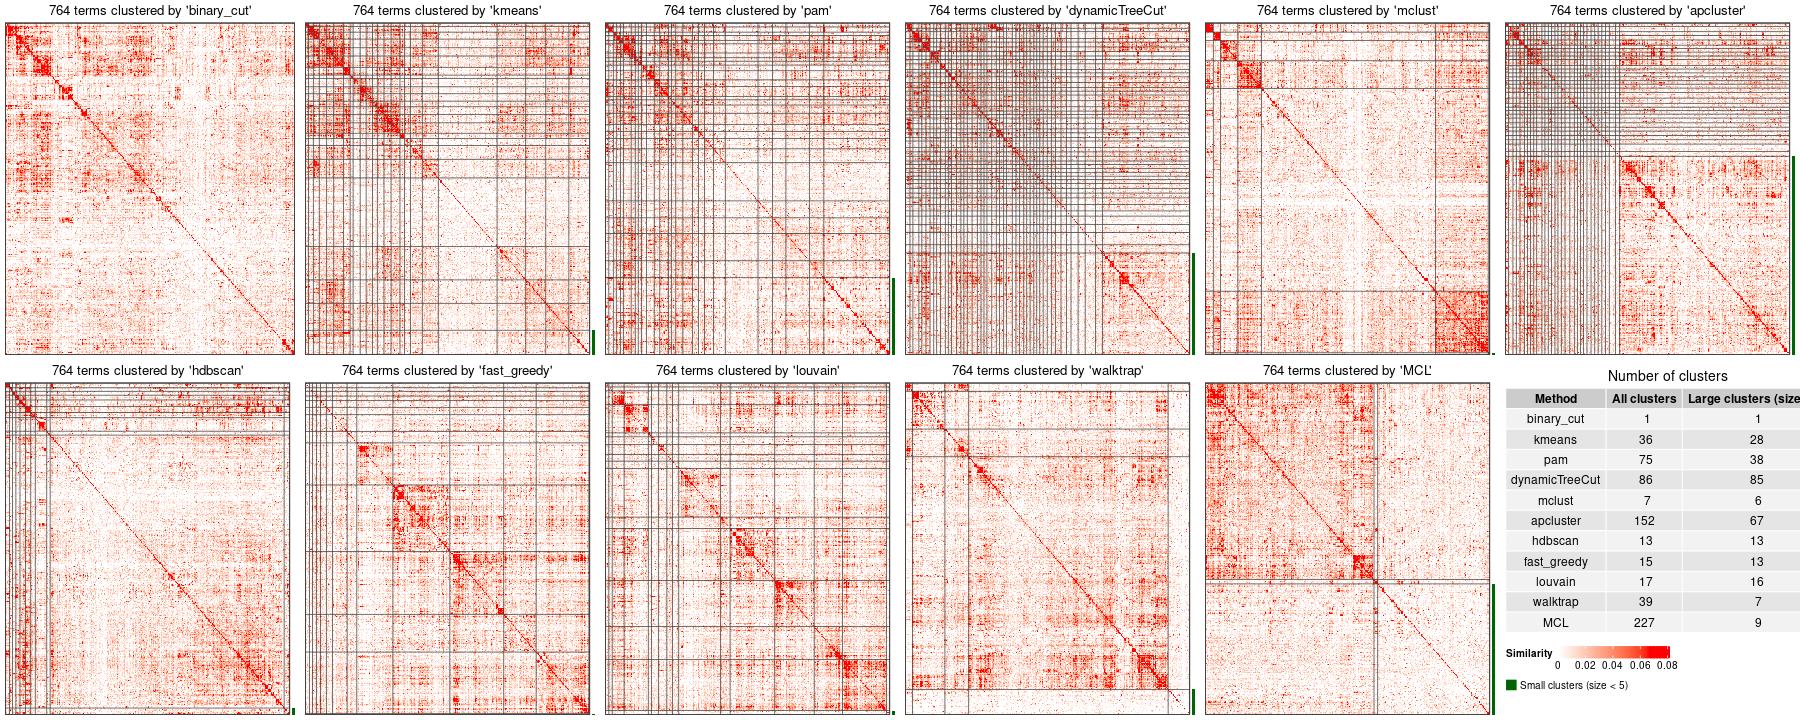 764 terms clustered by 'binary_cut'
764 terms clustered by 'kmeans'
764 terms clustered by 'pam'
764 terms clustered by 'dynamicTreeCut'
764 terms clustered by 'mclust'
764 terms clustered by 'apcluster'
764 terms clustered by 'hdbscan'
764 terms clustered by 'fast_greedy'
764 terms clustered by 'louvain'
764 terms clustered by 'walktrap'
764 terms clustered by 'MCL'
Number of clusters
Method All clusters Large clusters (size
binary_cut 1 1
kmeans 36 28
pam 75 38
dynamicTreeCut 86 85
mclust 7 6
apcluster 152 67
hdbscan 13 13
fast_greedy 15 13
louvain 17 16
walktrap 39 7
MCL 227 9
Similarity
0 0.02 0.04 0.06 0.08
Small clusters (size < 5)